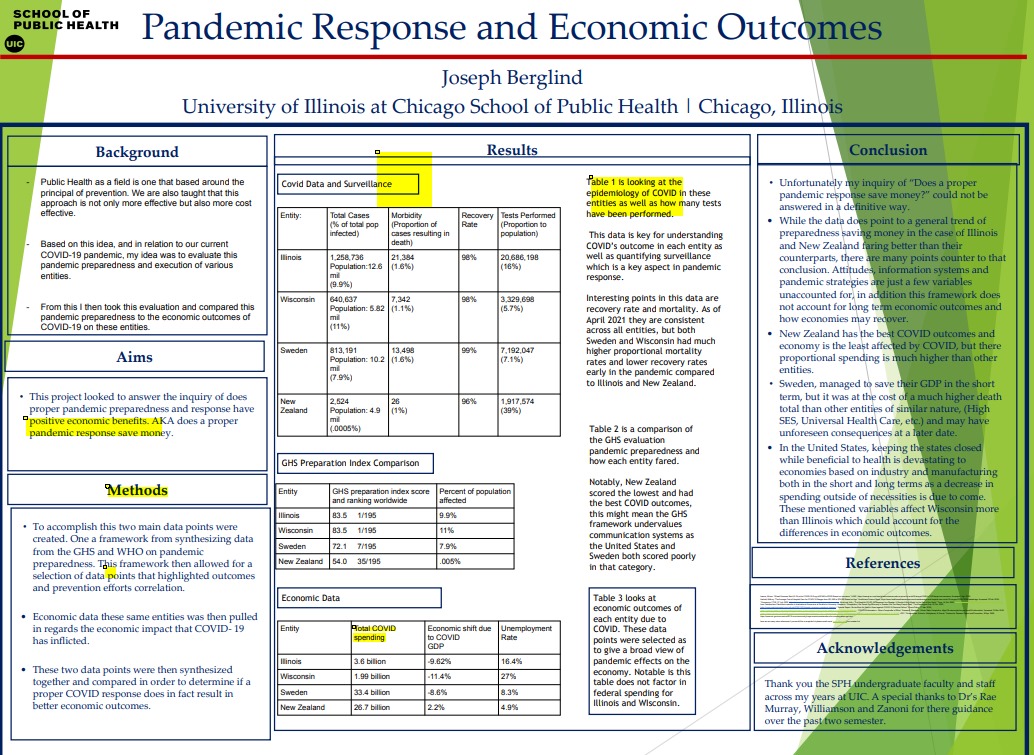 SCHOOL OF
PUBLIC HEALTH
UIC
Pandemic Response and Economic Outcomes
Joseph Berglind
University of Illinois at Chicago School of Public Health | Chicago, Illinois
Background
- Public Health as a field is one that based around the
principal of prevention. We are also taught that this
approach is not only more effective but also more cost
effective.
- Based on this idea, and in relation to our current
COVID-19 pandemic, my idea was to evaluate this
pandemic preparedness and execution of various
entities.
- From this I then took this evaluation and compared this
pandemic preparedness to the economic outcomes of
COVID-19 on these entities.
Aims
• This project looked to answer the inquiry of does
proper pandemic preparedness and response have
positive economic benefits. AKA does a proper
pandemic response save money.
Methods
• To accomplish this two main data points were
created. One a framework from synthesizing data
from the GHS and WHO on pandemic
preparedness. This framework then allowed for a
selection of data points that highlighted outcomes
and prevention efforts correlation.
• Economic data these same entities was then pulled
in regards the economic impact that COVID- 19
has inflicted.
• These two data points were then synthesized
together and compared in order to determine if a
proper COVID response does in fact result in
better economic outcomes.
Results
Covid Data and Surveillance
Entity: Total Cases (% of total pop infected) Morbidity (Proportion of cases resulting in death) Recovery Rate Tests Performed (Proportion to population)
Illinois 1,258,736 Population:12.6 mil (9.9%) 21,384 (1.6%) 98% 20,686,198 (16%)
Wisconsin 640,637 Population: 5.82 mil (11%) 7,342 (1.1%) 98% 3,329,698 (5.7%)
Sweden 813,191 Population: 10.2 mil (7.9%) 13,498 (1.6%) 99% 7,192,047 (7.1%)
New Zealand 2,524 Population: 4.9 mil (.0005%) 26 (1%) 96% 1,917,574 (39%)
GHS Preparation Index Comparison
Entity GHS preparation index score and ranking worldwide Percent of population affected
Illinois 83.5 1/195 9.9%
Wisconsin 83.5 1/195 11%
Sweden 72.1 7/195 7.9%
New Zealand 54.0 35/195 .005%
Economic Data
Entity Total COVID spending Economic shift due to COVID GDP Unemployment Rate
Illinois 3.6 billion -9.62% 16.4%
Wisconsin 1.99 billion -11.4% 27%
Sweden 33.4 billion -8.6% 8.3%
New Zealand 26.7 billion 2.2% 4.9%
Table 1 is looking at the
epidemiology of COVID in these
entities as well as how many tests
have been performed.
This data is key for understanding
COVID's outcome in each entity as
well as quantifying surveillance
which is a key aspect in pandemic
response.
Interesting points in this data are
recovery rate and mortality. As of
April 2021 they are consistent
across all entities, but both
Sweden and Wisconsin had much
higher proportional mortality
rates and lower recovery rates
early in the pandemic compared
to Illinois and New Zealand.
Table 2 is a comparison of
the GHS evaluation
pandemic preparedness and
how each entity fared.
Notably, New Zealand
scored the lowest and had
the best COVID outcomes,
this might mean the GHS
framework undervalues
communication systems as
the United States and
Sweden both scored poorly
in that category.
Table 3 looks at
economic outcomes of
each entity due to
COVID. These data
points were selected as
to give a broad view of
pandemic effects on the
economy. Notable is this
table does not factor in
federal spending for
Illinois and Wisconsin.
Conclusion
• Unfortunately my inquiry of “Does a proper
pandemic response save money?” could not be
answered in a definitive way.
• While the data does point to a general trend of
preparedness saving money in the case of Illinois
and New Zealand faring better than their
counterparts, there are many points counter to that
conclusion. Attitudes, information systems and
pandemic strategies are just a few variables
unaccounted for, in addition this framework does
not account for long term economic outcomes and
how economies may recover.
• New Zealand has the best COVID outcomes and
economy is the least affected by COVID, but there
proportional spending is much higher than other
entities.
• Sweden, managed to save their GDP in the short
term, but it was at the cost of a much higher death
total than other entities of similar nature, (High
SES, Universal Health Care, etc.) and may have
unforeseen consequences at a later date.
• In the United States, keeping the states closed
while beneficial to health is devastating to
economies based on industry and manufacturing
both in the short and long terms as a decrease in
spending outside of necessities is due to come.
These mentioned variables affect Wisconsin more
than Illinois which could account for the
differences in economic outcomes.
References
Acknowledgements
Thank you the SPH undergraduate faculty and staff
across my years at UIC. A special thanks to Dr's Rae
Murray, Williamson and Zanoni for there guidance
over the past two semester.